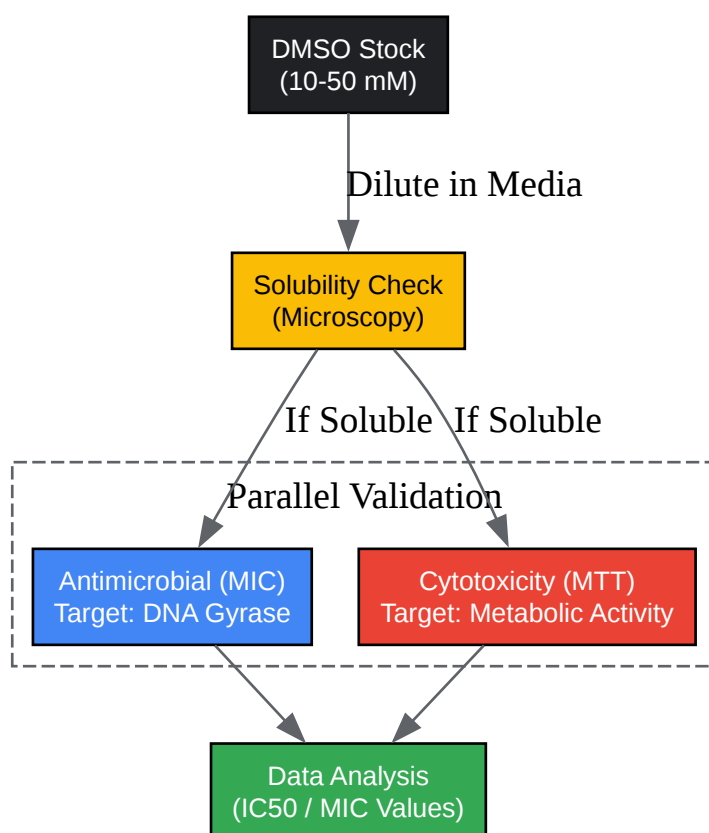 DMSO Stock
(10-50 mM)
Dilute in Media
Solubility Check
(Microscopy)
If Soluble
If Soluble
Parallel Validation
Antimicrobial (MIC)
Target: DNA Gyrase
Cytotoxicity (MTT)
Target: Metabolic Activity
Data Analysis
(IC50 / MIC Values)